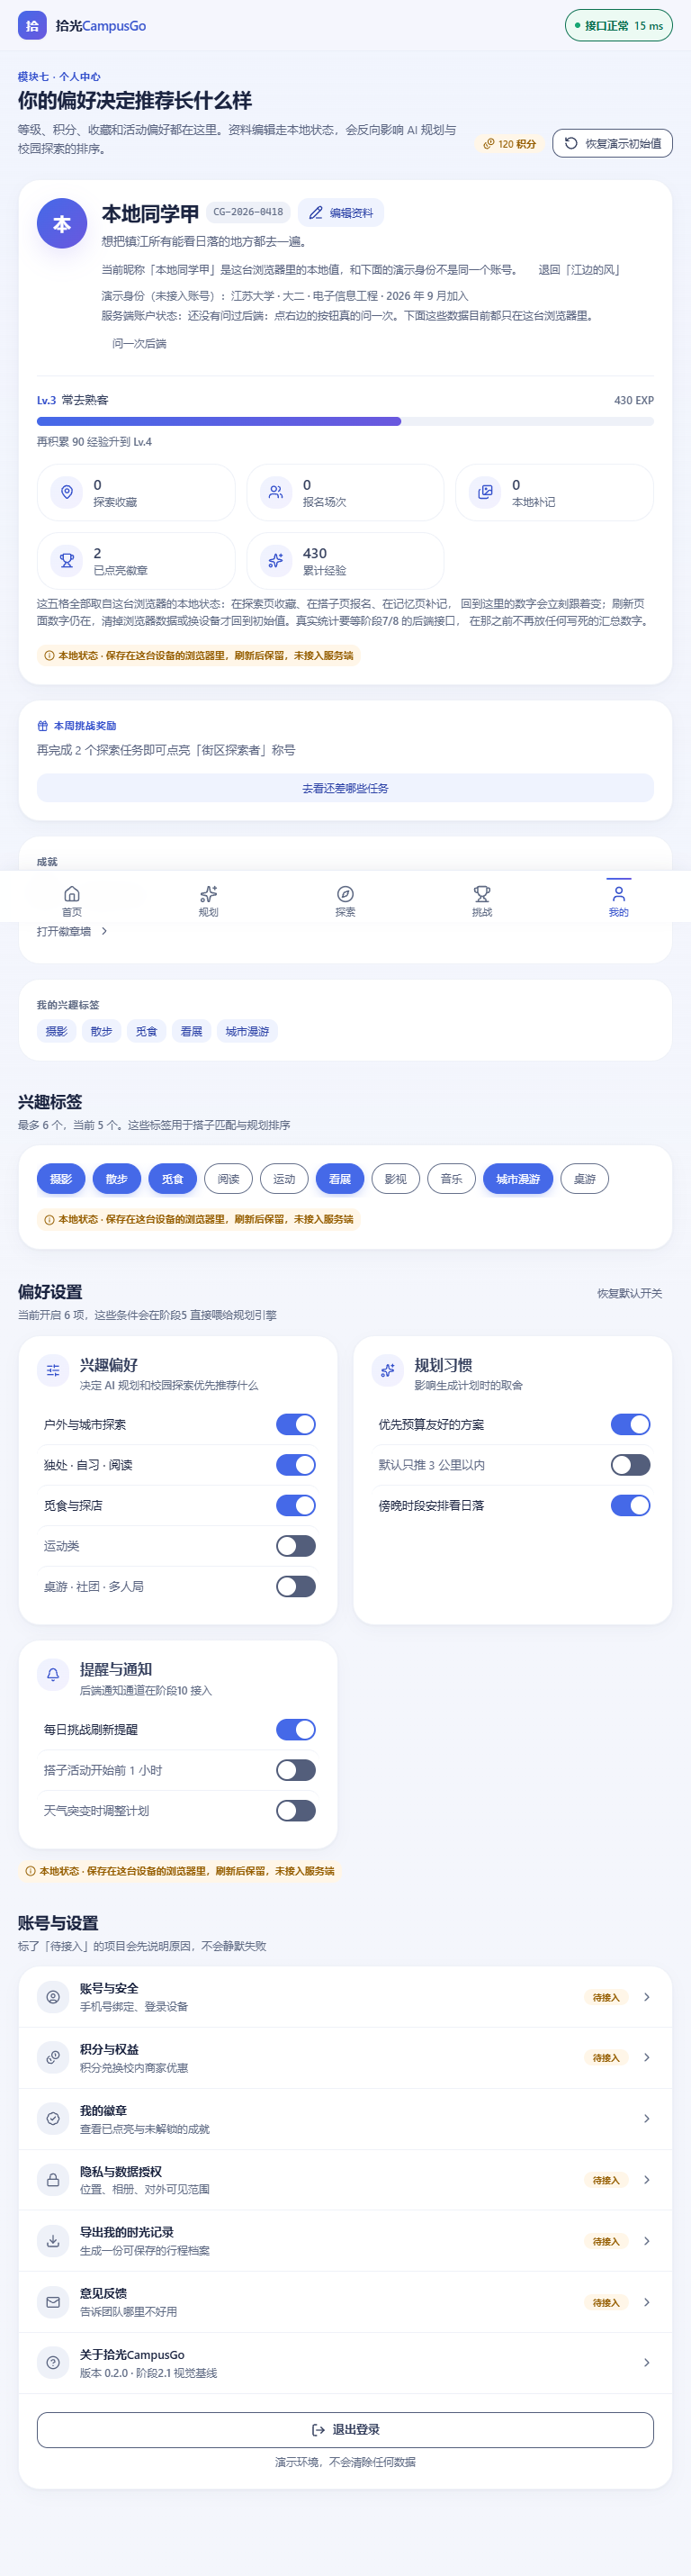 拾 拾光CampusGo
接口正常 15 ms
模块七 · 个人中心
你的偏好决定推荐长什么样
等级、积分、收藏和活动偏好都在这里。资料编辑走本地状态，会反向影响 AI 规划与
校园探索的排序。
120 积分
恢复演示初始值
本
本地同学甲 CG-2026-0418 编辑资料
想把镇江所有能看日落的地方都去一遍。
当前昵称「本地同学甲」是这台浏览器里的本地值，和下面的演示身份不是同一个账号。 退回「江边的风」
演示身份（未接入账号）：江苏大学 · 大二 · 电子信息工程 · 2026 年 9 月加入
服务端账户状态：还没有问过后端：点右边的按钮真的问一次。下面这些数据目前都只在这台浏览器里。
问一次后端
Lv.3 常去熟客
430 EXP
再积累 90 经验升到 Lv.4
0
探索收藏
0
报名场次
0
本地补记
2
已点亮徽章
430
累计经验
这五格全部取自这台浏览器的本地状态：在探索页收藏、在搭子页报名、在记忆页补记， 回到这里的数字会立刻跟着变；刷新页
面数字仍在，清掉浏览器数据或换设备才回到初始值。真实统计要等阶段7/8 的后端接口， 在那之前不再放任何写死的汇总数字。
本地状态 · 保存在这台设备的浏览器里，刷新后保留，未接入服务端
本周挑战奖励
再完成 2 个探索任务即可点亮「街区探索者」称号
去看还差哪些任务
成就
首页
规划
探索
挑战
我的
打开徽章墙
我的兴趣标签
摄影 散步 觅食 看展 城市漫游
兴趣标签
最多 6 个，当前 5 个。这些标签用于搭子匹配与规划排序
摄影 散步 觅食 阅读 运动 看展 影视 音乐 城市漫游 桌游
本地状态 · 保存在这台设备的浏览器里，刷新后保留，未接入服务端
偏好设置
恢复默认开关
当前开启 6 项，这些条件会在阶段5 直接喂给规划引擎
兴趣偏好
决定 AI 规划和校园探索优先推荐什么
户外与城市探索
独处 · 自习 · 阅读
觅食与探店
运动类
桌游 · 社团 · 多人局
规划习惯
影响生成计划时的取舍
优先预算友好的方案
默认只推 3 公里以内
傍晚时段安排看日落
提醒与通知
后端通知通道在阶段10 接入
每日挑战刷新提醒
搭子活动开始前 1 小时
天气突变时调整计划
本地状态 · 保存在这台设备的浏览器里，刷新后保留，未接入服务端
账号与设置
标了「待接入」的项目会先说明原因，不会静默失败
账号与安全
手机号绑定、登录设备
待接入
积分与权益
积分兑换校内商家优惠
待接入
我的徽章
查看已点亮与未解锁的成就
隐私与数据授权
位置、相册、对外可见范围
待接入
导出我的时光记录
生成一份可保存的行程档案
待接入
意见反馈
告诉团队哪里不好用
待接入
关于拾光CampusGo
版本 0.2.0 · 阶段2.1 视觉基线
退出登录
演示环境，不会清除任何数据